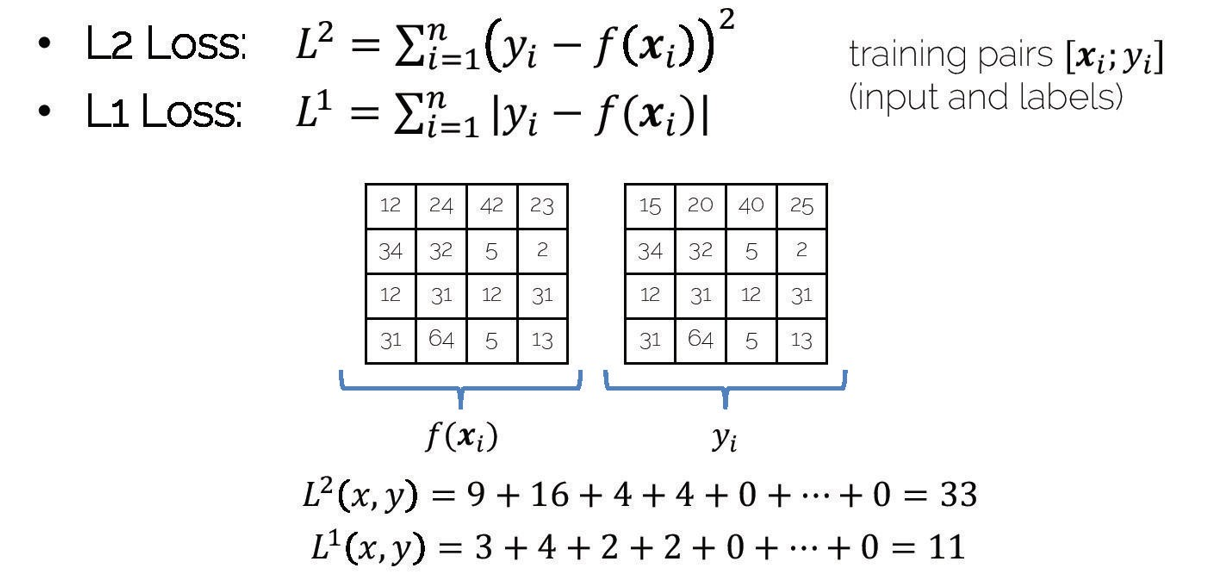 • L2 Loss: L² = ∑ⁿᵢ₌₁(yᵢ − f(xᵢ))²
training pairs [xᵢ; yᵢ]
(input and labels)
• L1 Loss: L¹ = ∑ⁿᵢ₌₁ |yᵢ − f(xᵢ)|
12 24 42 23
34 32 5 2
12 31 12 31
31 64 5 13
f(xᵢ)
15 20 40 25
34 32 5 2
12 31 12 31
31 64 5 13
yᵢ
L²(x, y) = 9 + 16 + 4 + 4 + 0 + ⋯ + 0 = 33
L¹(x, y) = 3 + 4 + 2 + 2 + 0 + ⋯ + 0 = 11